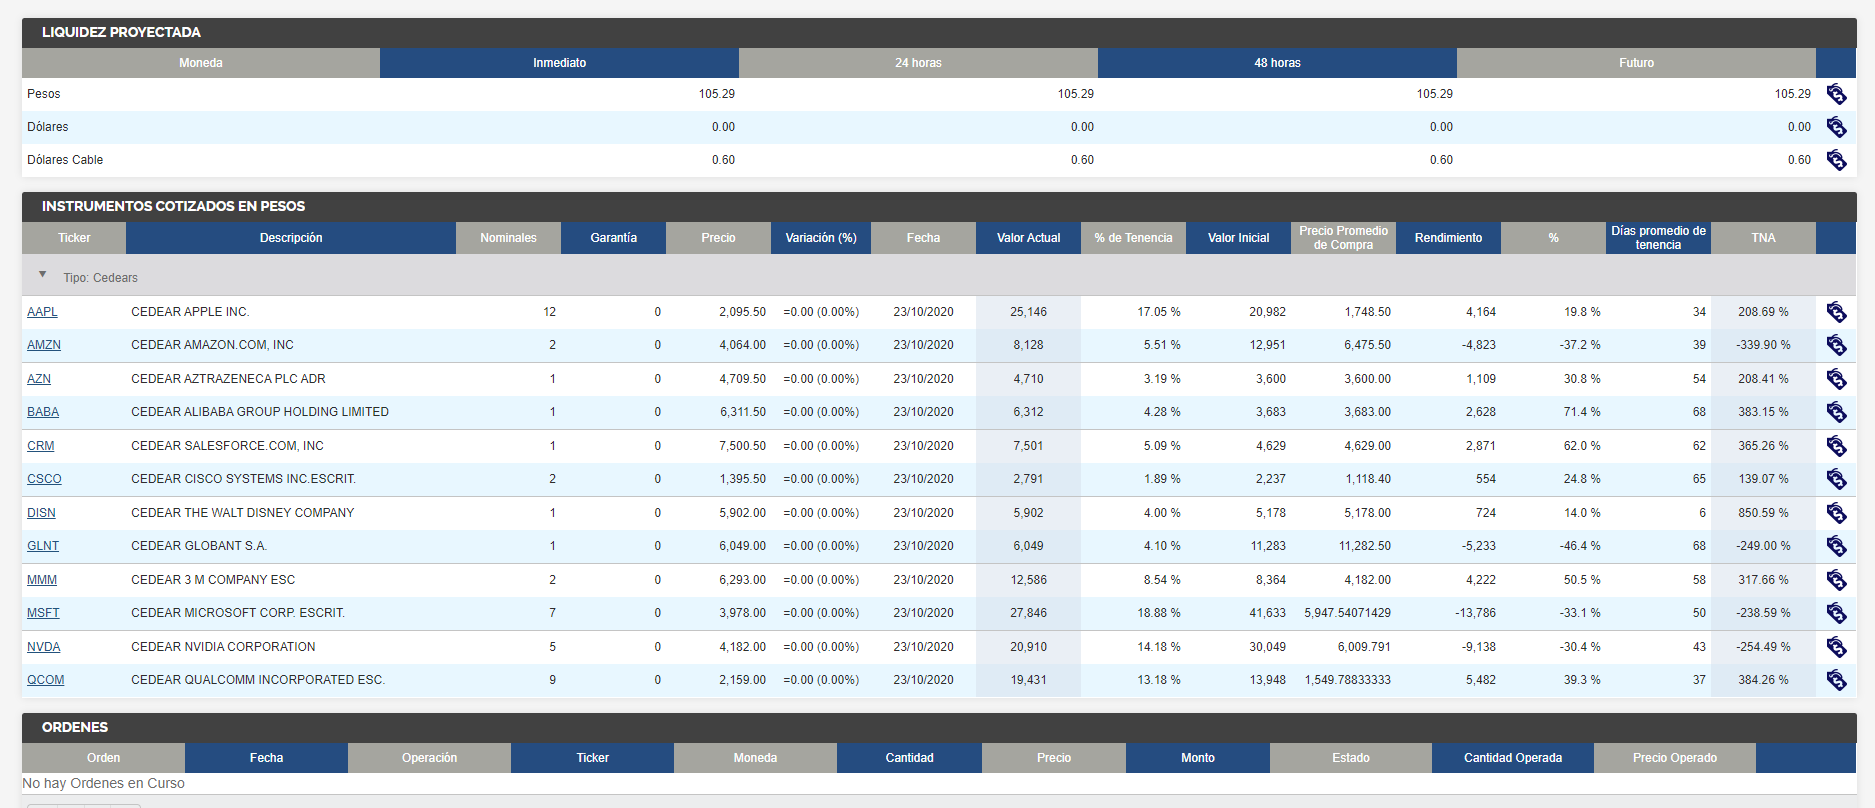 LIQUIDEZ PROYECTADA
Moneda Inmediato 24 horas 48 horas Futuro
Pesos 105.29 105.29 105.29 105.29
Dólares 0.00 0.00 0.00 0.00
Dólares Cable 0.60 0.60 0.60 0.60
INSTRUMENTOS COTIZADOS EN PESOS
Ticker Descripción Nominales Garantía Precio Variación (%) Fecha Valor Actual % de Tenencia Valor Inicial Precio Promedio de Compra Rendimiento % Días promedio de tenencia TNA
Tipo: Cedears
AAPL CEDEAR APPLE INC. 12 0 2,095.50 =0.00 (0.00%) 23/10/2020 25,146 17.05 % 20,982 1,748.50 4,164 19.8 % 34 208.69 %
AMZN CEDEAR AMAZON.COM, INC 2 0 4,064.00 =0.00 (0.00%) 23/10/2020 8,128 5.51 % 12,951 6,475.50 -4,823 -37.2 % 39 -339.90 %
AZN CEDEAR AZTRAZENECA PLC ADR 1 0 4,709.50 =0.00 (0.00%) 23/10/2020 4,710 3.19 % 3,600 3,600.00 1,109 30.8 % 54 208.41 %
BABA CEDEAR ALIBABA GROUP HOLDING LIMITED 1 0 6,311.50 =0.00 (0.00%) 23/10/2020 6,312 4.28 % 3,683 3,683.00 2,628 71.4 % 68 383.15 %
CRM CEDEAR SALESFORCE.COM, INC 1 0 7,500.50 =0.00 (0.00%) 23/10/2020 7,501 5.09 % 4,629 4,629.00 2,871 62.0 % 62 365.26 %
CSCO CEDEAR CISCO SYSTEMS INC.ESCRIT. 2 0 1,395.50 =0.00 (0.00%) 23/10/2020 2,791 1.89 % 2,237 1,118.40 554 24.8 % 65 139.07 %
DISN CEDEAR THE WALT DISNEY COMPANY 1 0 5,902.00 =0.00 (0.00%) 23/10/2020 5,902 4.00 % 5,178 5,178.00 724 14.0 % 6 850.59 %
GLNT CEDEAR GLOBANT S.A. 1 0 6,049.00 =0.00 (0.00%) 23/10/2020 6,049 4.10 % 11,283 11,282.50 -5,233 -46.4 % 68 -249.00 %
MMM CEDEAR 3 M COMPANY ESC 2 0 6,293.00 =0.00 (0.00%) 23/10/2020 12,586 8.54 % 8,364 4,182.00 4,222 50.5 % 58 317.66 %
MSFT CEDEAR MICROSOFT CORP. ESCRIT. 7 0 3,978.00 =0.00 (0.00%) 23/10/2020 27,846 18.88 % 41,633 5,947.54071429 -13,786 -33.1 % 50 -238.59 %
NVDA CEDEAR NVIDIA CORPORATION 5 0 4,182.00 =0.00 (0.00%) 23/10/2020 20,910 14.18 % 30,049 6,009.791 -9,138 -30.4 % 43 -254.49 %
QCOM CEDEAR QUALCOMM INCORPORATED ESC. 9 0 2,159.00 =0.00 (0.00%) 23/10/2020 19,431 13.18 % 13,948 1,549.78833333 5,482 39.3 % 37 384.26 %
ORDENES
Orden Fecha Operación Ticker Moneda Cantidad Precio Monto Estado Cantidad Operada Precio Operado
No hay Ordenes en Curso